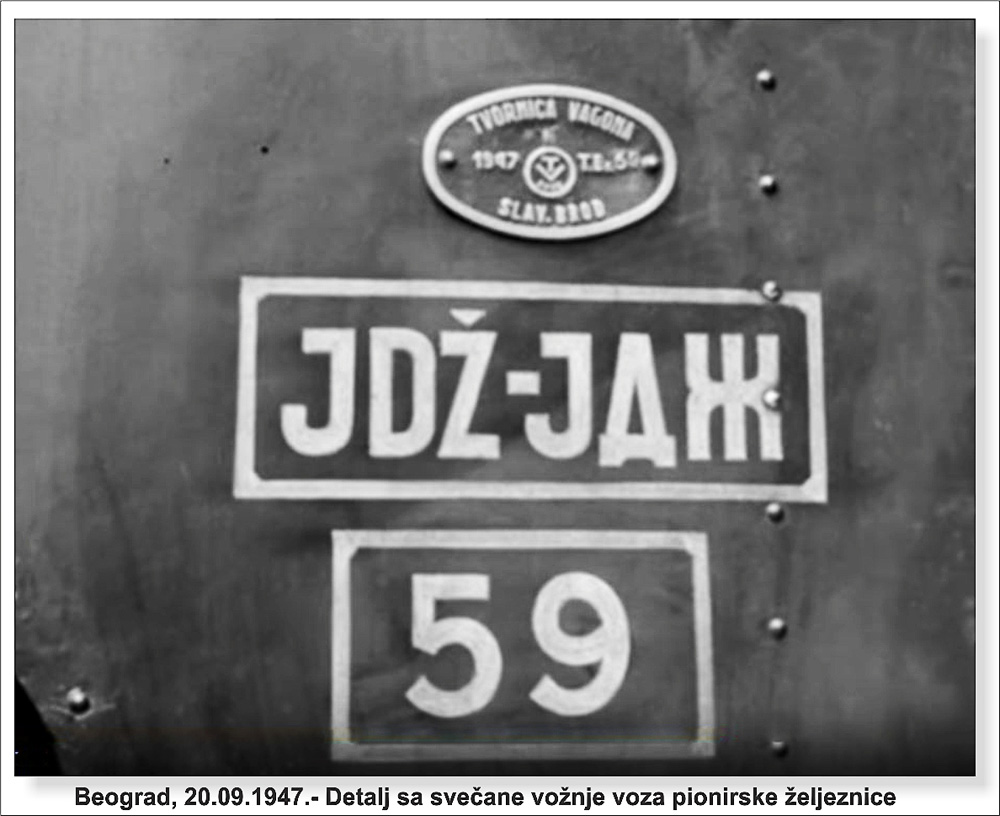 TVORNICA VAGONA
1947
SLAV. BROD
JDŽ-JДЖ
59
Beograd, 20.09.1947.- Detalj sa svečane vožnje voza pionirske željeznice